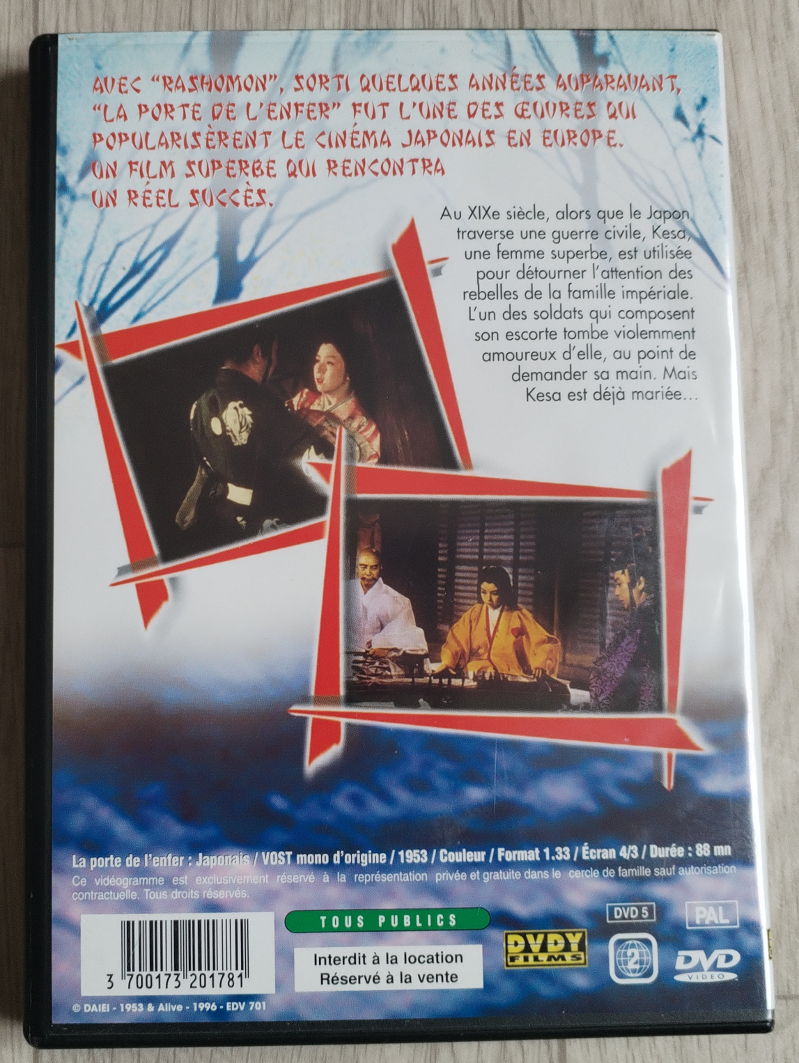 AVEC "RASHOMON", SORTI QUELQUES ANNÉES AUPARAVANT,
"LA PORTE DE L'ENFER" FUT L'UNE DES ŒUVRES QUI
POPULARISÈRENT LE CINÉMA JAPONAIS EN EUROPE.
UN FILM SUPERBE QUI RENCONTRA
UN RÉEL SUCCÈS.
Au XIXe siècle, alors que le Japon
traverse une guerre civile, Kesa,
une femme superbe, est utilisée
pour détourner l'attention des
rebelles de la famille impériale.
L'un des soldats qui composent
son escorte tombe violemment
amoureux d'elle, au point de
demander sa main. Mais
Kesa est déjà mariée...
La porte de l'enfer : Japonais / VOST mono d'origine / 1953 / Couleur / Format 1.33 / Écran 4/3 / Durée : 88 mn
Ce vidéogramme est exclusivement réservé à la représentation privée et gratuite dans le cercle de famille sauf autorisation
contractuelle. Tous droits réservés.
TOUS PUBLICS
Interdit à la location
Réservé à la vente
DVDY
FILMS
DVD 5
PAL
2
DVD
VIDEO
3 700173 201781
© DAIEI - 1953 & Alive - 1996 - EDV 701